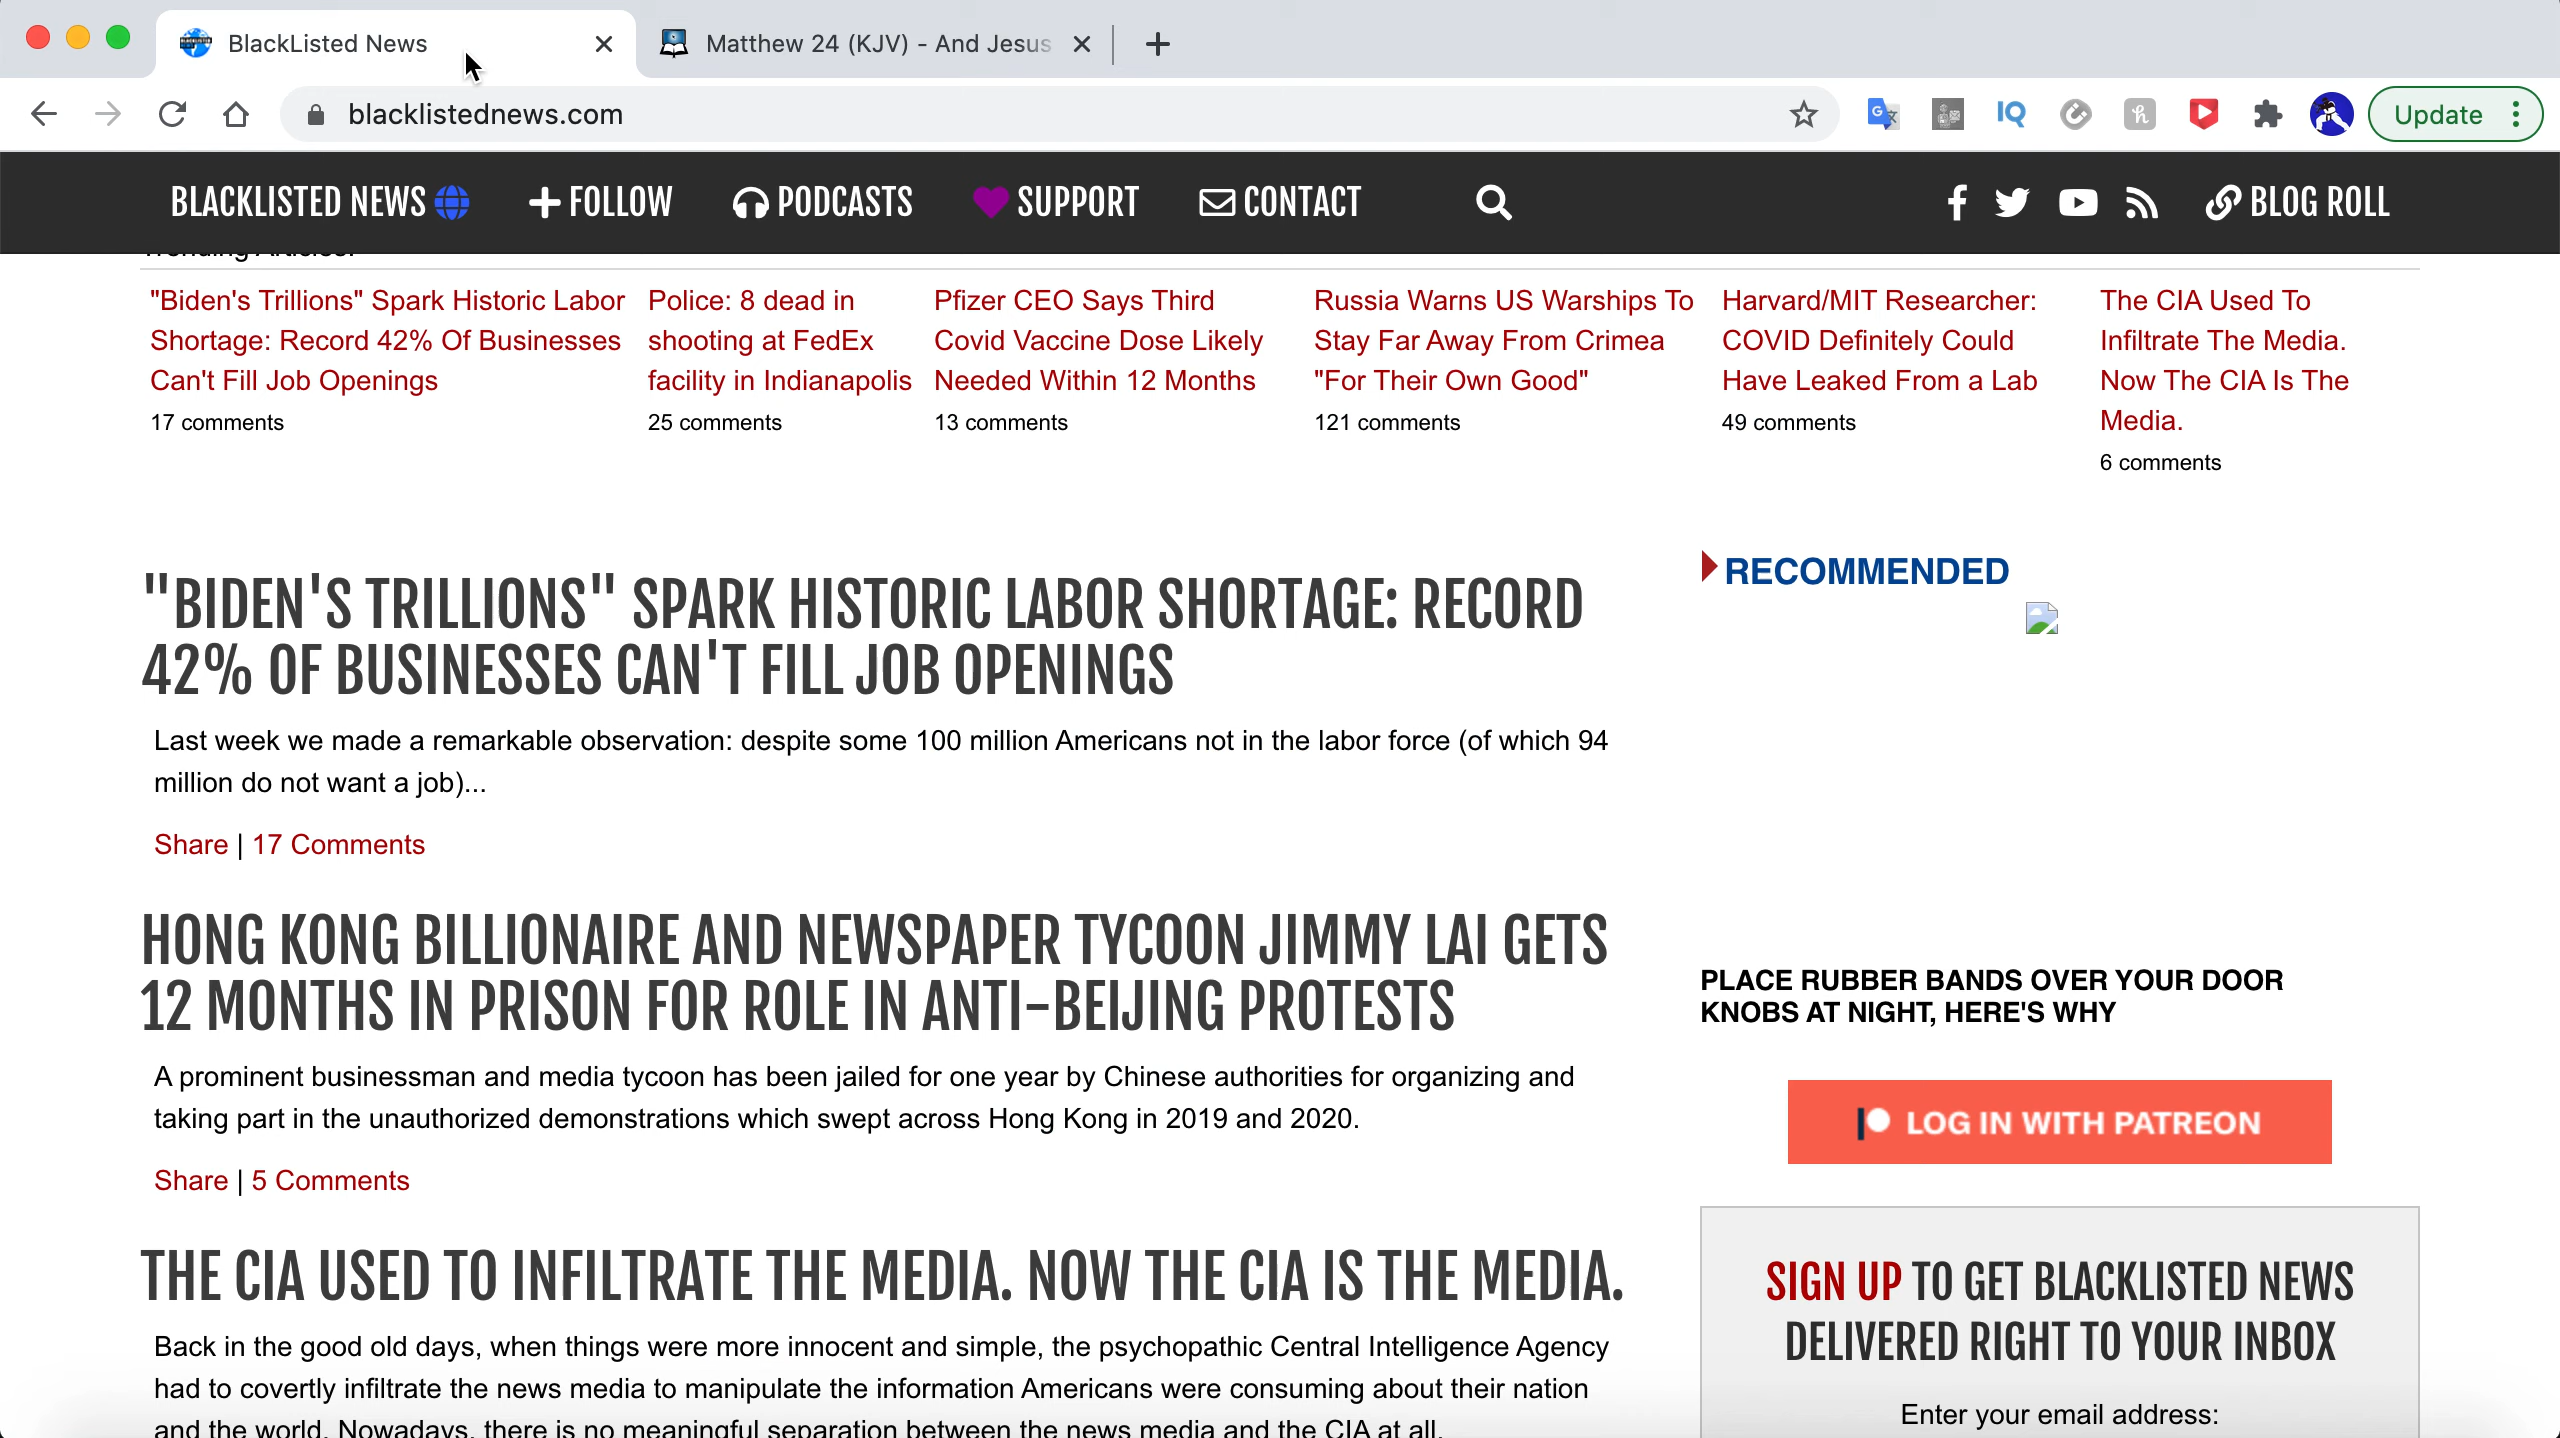 BlackListed News
Matthew 24 (KJV) - And Jesus
blacklistednews.com
Update
BLACKLISTED NEWS
FOLLOW
PODCASTS
SUPPORT
CONTACT
BLOG ROLL
Trending Articles:
"Biden's Trillions" Spark Historic Labor
Shortage: Record 42% Of Businesses
Can't Fill Job Openings
17 comments
Police: 8 dead in
shooting at FedEx
facility in Indianapolis
25 comments
Pfizer CEO Says Third
Covid Vaccine Dose Likely
Needed Within 12 Months
13 comments
Russia Warns US Warships To
Stay Far Away From Crimea
"For Their Own Good"
121 comments
Harvard/MIT Researcher:
COVID Definitely Could
Have Leaked From a Lab
49 comments
The CIA Used To
Infiltrate The Media.
Now The CIA Is The
Media.
6 comments
"BIDEN'S TRILLIONS" SPARK HISTORIC LABOR SHORTAGE: RECORD
42% OF BUSINESSES CAN'T FILL JOB OPENINGS
Last week we made a remarkable observation: despite some 100 million Americans not in the labor force (of which 94
million do not want a job)...
Share | 17 Comments
HONG KONG BILLIONAIRE AND NEWSPAPER TYCOON JIMMY LAI GETS
12 MONTHS IN PRISON FOR ROLE IN ANTI-BEIJING PROTESTS
A prominent businessman and media tycoon has been jailed for one year by Chinese authorities for organizing and
taking part in the unauthorized demonstrations which swept across Hong Kong in 2019 and 2020.
Share | 5 Comments
THE CIA USED TO INFILTRATE THE MEDIA. NOW THE CIA IS THE MEDIA.
Back in the good old days, when things were more innocent and simple, the psychopathic Central Intelligence Agency
had to covertly infiltrate the news media to manipulate the information Americans were consuming about their nation
and the world. Nowadays, there is no meaningful separation between the news media and the CIA at all.
RECOMMENDED
PLACE RUBBER BANDS OVER YOUR DOOR
KNOBS AT NIGHT, HERE'S WHY
LOG IN WITH PATREON
SIGN UP TO GET BLACKLISTED NEWS
DELIVERED RIGHT TO YOUR INBOX
Enter your email address: